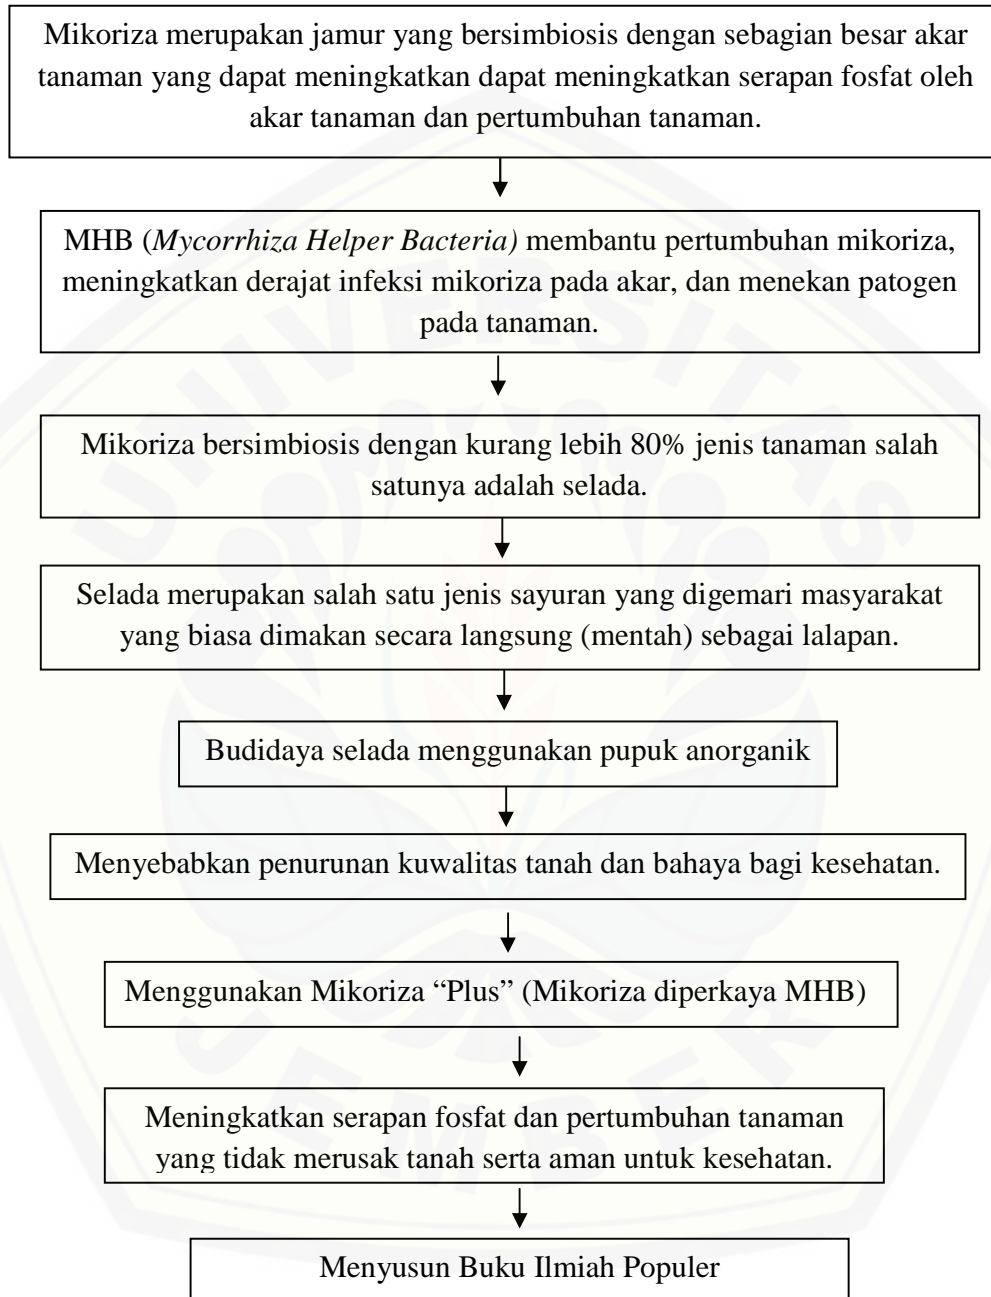 Mikoriza merupakan jamur yang bersimbiosis dengan sebagian besar akar
tanaman yang dapat meningkatkan dapat meningkatkan serapan fosfat oleh
akar tanaman dan pertumbuhan tanaman.
MHB (Mycorrhiza Helper Bacteria) membantu pertumbuhan mikoriza,
meningkatkan derajat infeksi mikoriza pada akar, dan menekan patogen
pada tanaman.
Mikoriza bersimbiosis dengan kurang lebih 80% jenis tanaman salah
satunya adalah selada.
Selada merupakan salah satu jenis sayuran yang digemari masyarakat
yang biasa dimakan secara langsung (mentah) sebagai lalapan.
Budidaya selada menggunakan pupuk anorganik
Menyebabkan penurunan kuwalitas tanah dan bahaya bagi kesehatan.
Menggunakan Mikoriza “Plus” (Mikoriza diperkaya MHB)
Meningkatkan serapan fosfat dan pertumbuhan tanaman
yang tidak merusak tanah serta aman untuk kesehatan.
Menyusun Buku Ilmiah Populer
UNIVERSITAS
JEMBER